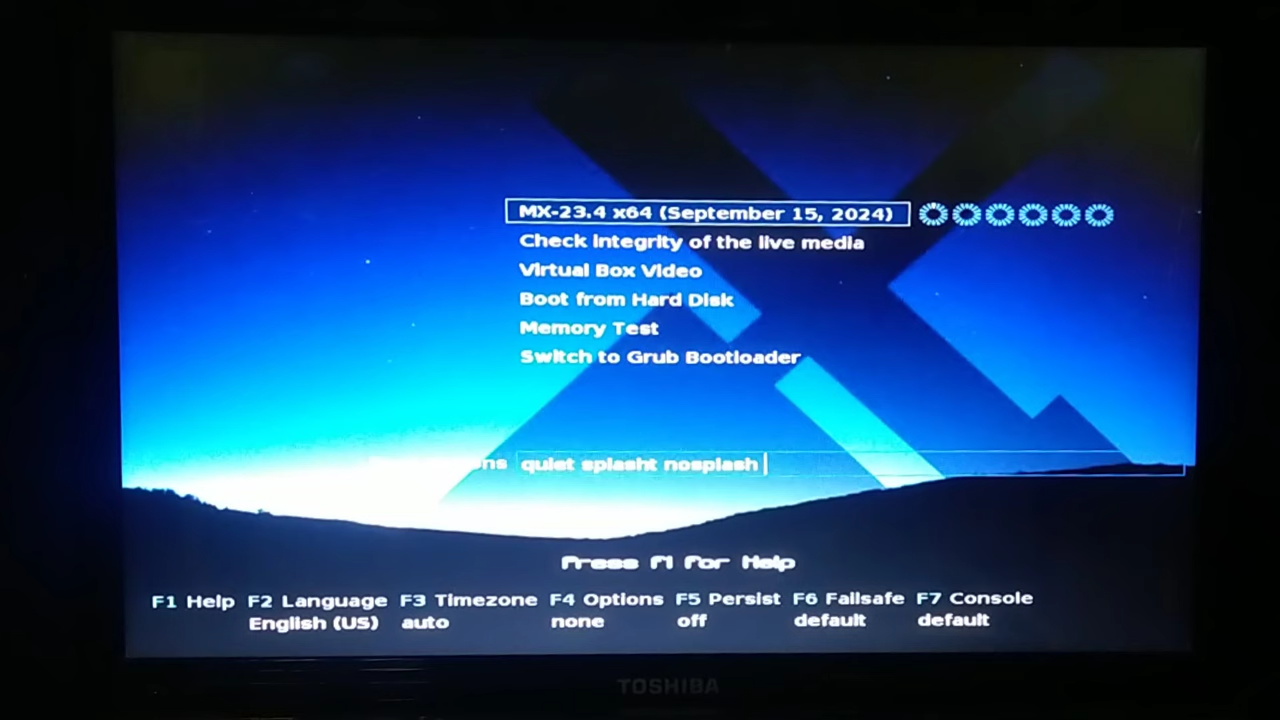 MX-23.4 x64 (September 15, 2024)
Check integrity of the live media
Virtual Box Video
Boot from Hard Disk
Memory Test
Switch to Grub Bootloader
quiet splasht nosplash
Press F1 for Help
F1 Help F2 Language F3 Timezone F4 Options F5 Persist F6 Failsafe F7 Console
English (US) auto none off default default
TOSHIBA